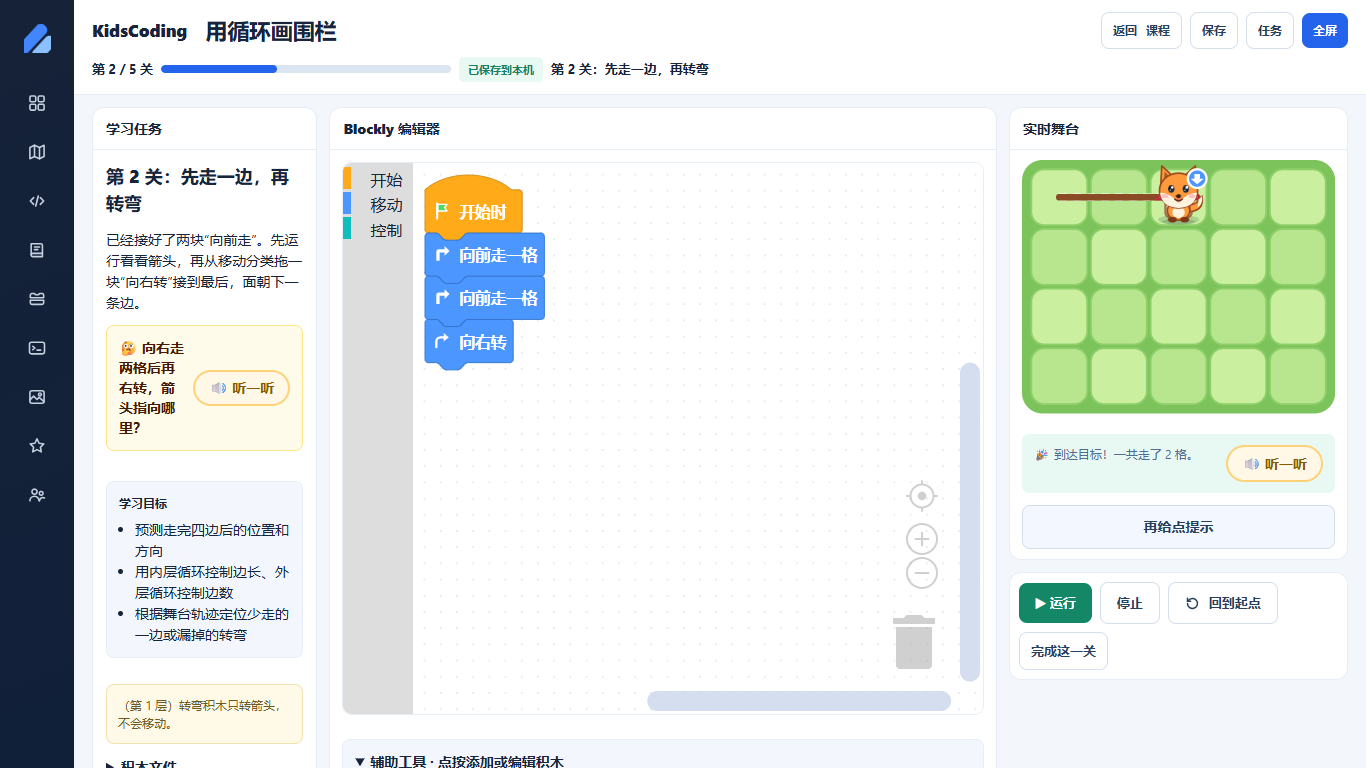 KidsCoding 用循环画围栏
返回 课程
保存
任务
全屏
第 2 / 5 关
已保存到本机
第 2 关：先走一边，再转弯
学习任务
第 2 关：先走一边，再
转弯
已经接好了两块“向前走”。先运
行看看箭头，再从移动分类拖一
块“向右转”接到最后，面朝下一
条边。
向右走
两格后再
右转，箭
头指向哪
里？
听一听
学习目标
预测走完四边后的位置和
方向
用内层循环控制边长、外
层循环控制边数
根据舞台轨迹定位少走的
一边或漏掉的转弯
（第 1 层）转弯积木只转箭头，
不会移动。
积木文件
Blockly 编辑器
开始
移动
控制
开始时
向前走一格
向前走一格
向右转
辅助工具 · 点按添加或编辑积木
实时舞台
到达目标！一共走了 2 格。
听一听
再给点提示
运行
停止
回到起点
完成这一关